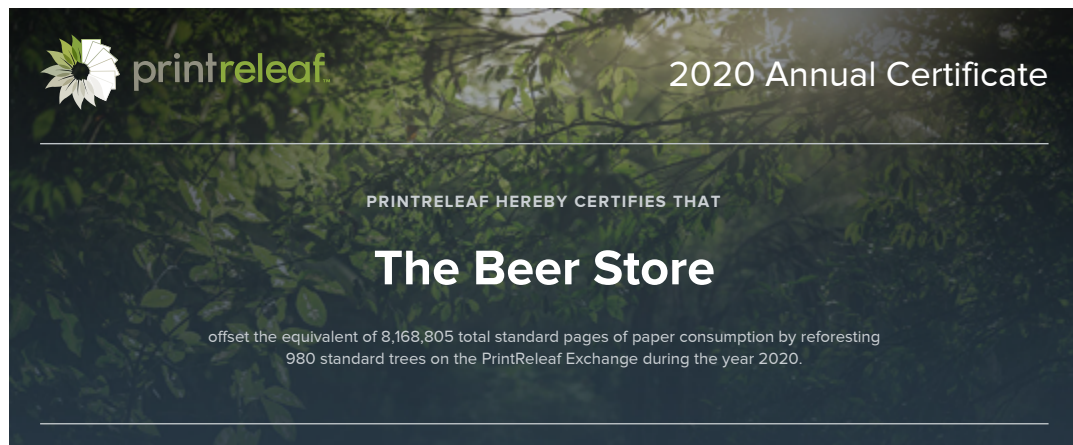 printreleaf™
2020 Annual Certificate
PRINTRELEAF HEREBY CERTIFIES THAT
The Beer Store
offset the equivalent of 8,168,805 total standard pages of paper consumption by reforesting
980 standard trees on the PrintReleaf Exchange during the year 2020.